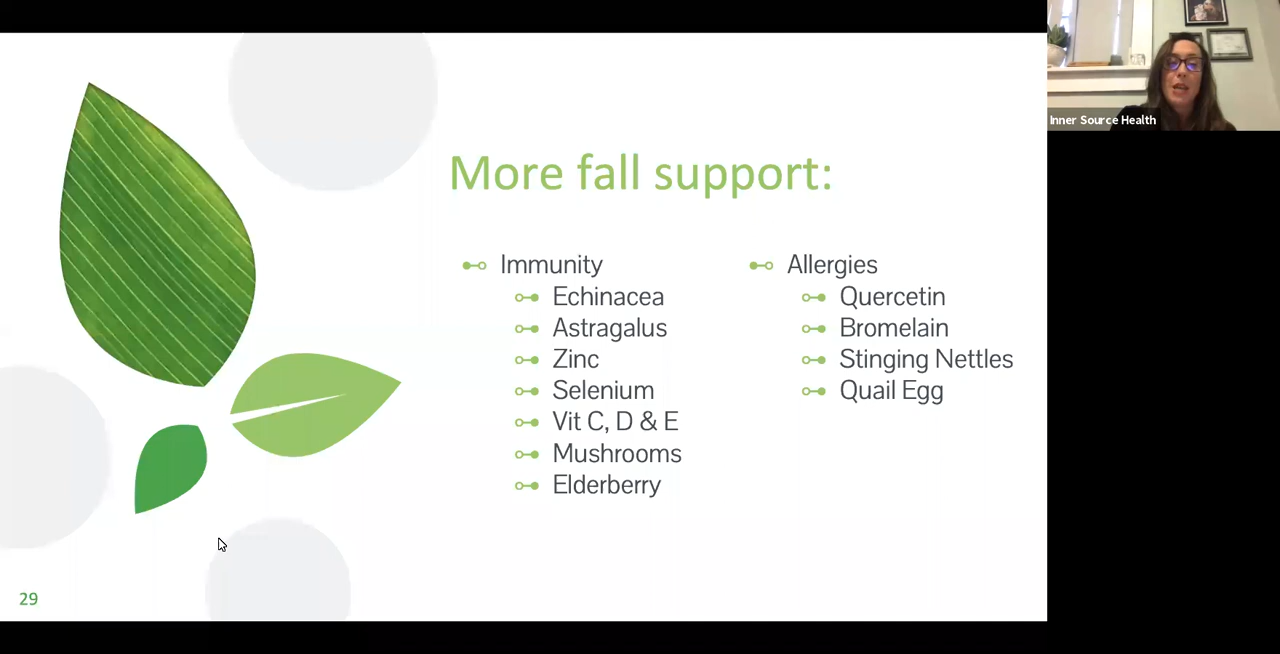 More fall support:
Immunity
Echinacea
Astragalus
Zinc
Selenium
Vit C, D & E
Mushrooms
Elderberry
Allergies
Quercetin
Bromelain
Stinging Nettles
Quail Egg
29
Inner Source Health